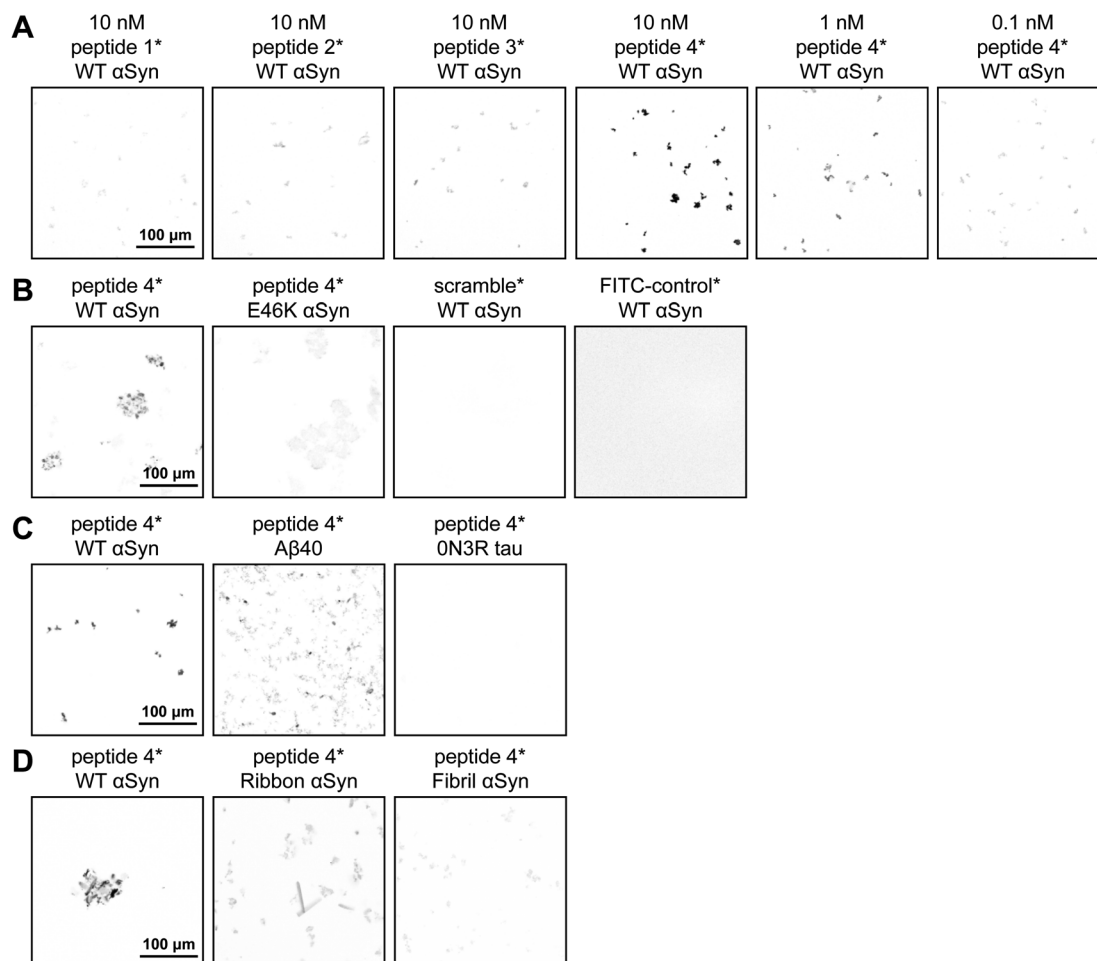 A
10 nM
peptide 1*
WT αSyn
10 nM
peptide 2*
WT αSyn
10 nM
peptide 3*
WT αSyn
10 nM
peptide 4*
WT αSyn
1 nM
peptide 4*
WT αSyn
0.1 nM
peptide 4*
WT αSyn
100 µm
B
peptide 4*
WT αSyn
peptide 4*
E46K αSyn
scramble*
WT αSyn
FITC-control*
WT αSyn
100 µm
C
peptide 4*
WT αSyn
peptide 4*
Aβ40
peptide 4*
0N3R tau
100 µm
D
peptide 4*
WT αSyn
peptide 4*
Ribbon αSyn
peptide 4*
Fibril αSyn
100 µm